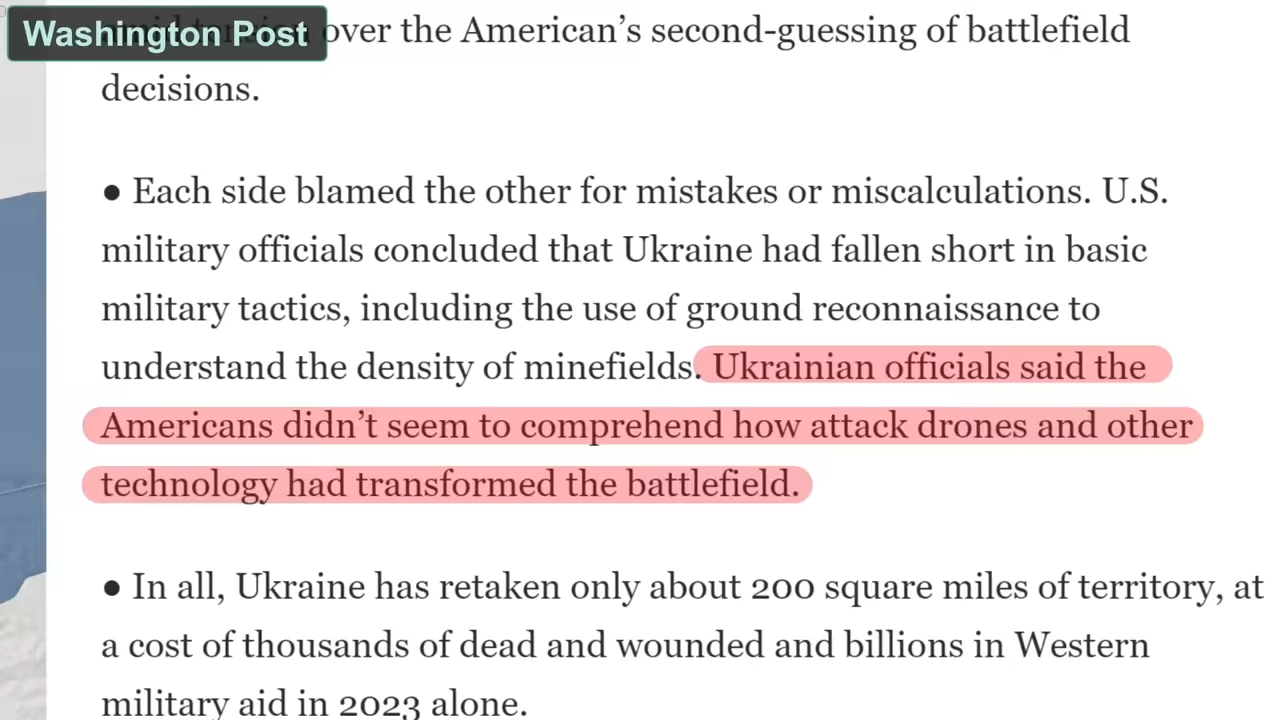 Washington Post
over the American’s second-guessing of battlefield
decisions.
● Each side blamed the other for mistakes or miscalculations. U.S.
military officials concluded that Ukraine had fallen short in basic
military tactics, including the use of ground reconnaissance to
understand the density of minefields. Ukrainian officials said the
Americans didn’t seem to comprehend how attack drones and other
technology had transformed the battlefield.
● In all, Ukraine has retaken only about 200 square miles of territory, at
a cost of thousands of dead and wounded and billions in Western
military aid in 2023 alone.